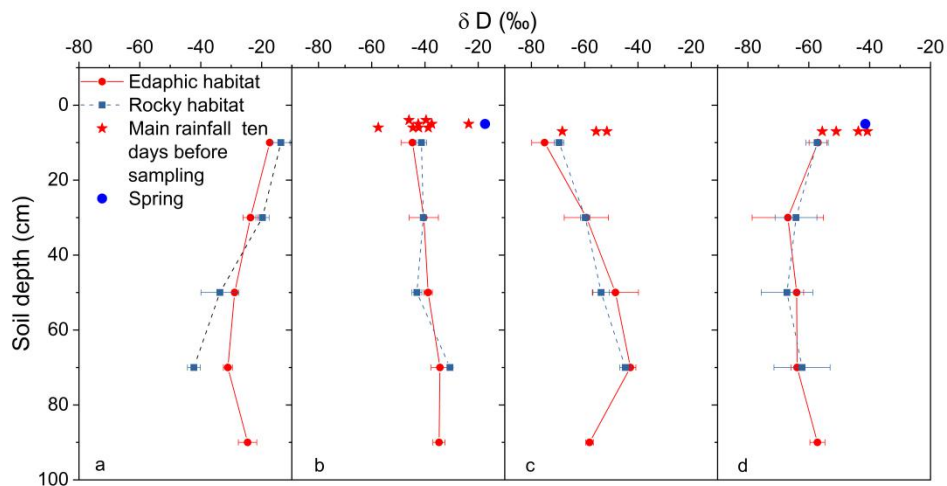 δ D (‰)
-80 -60 -40 -20 -80 -60 -40 -20 -80 -60 -40 -20 -80 -60 -40 -20
Edaphic habitat
Rocky habitat
Main rainfall ten
days before
sampling
Spring
Soil depth (cm)
0
20
40
60
80
100
a b c d